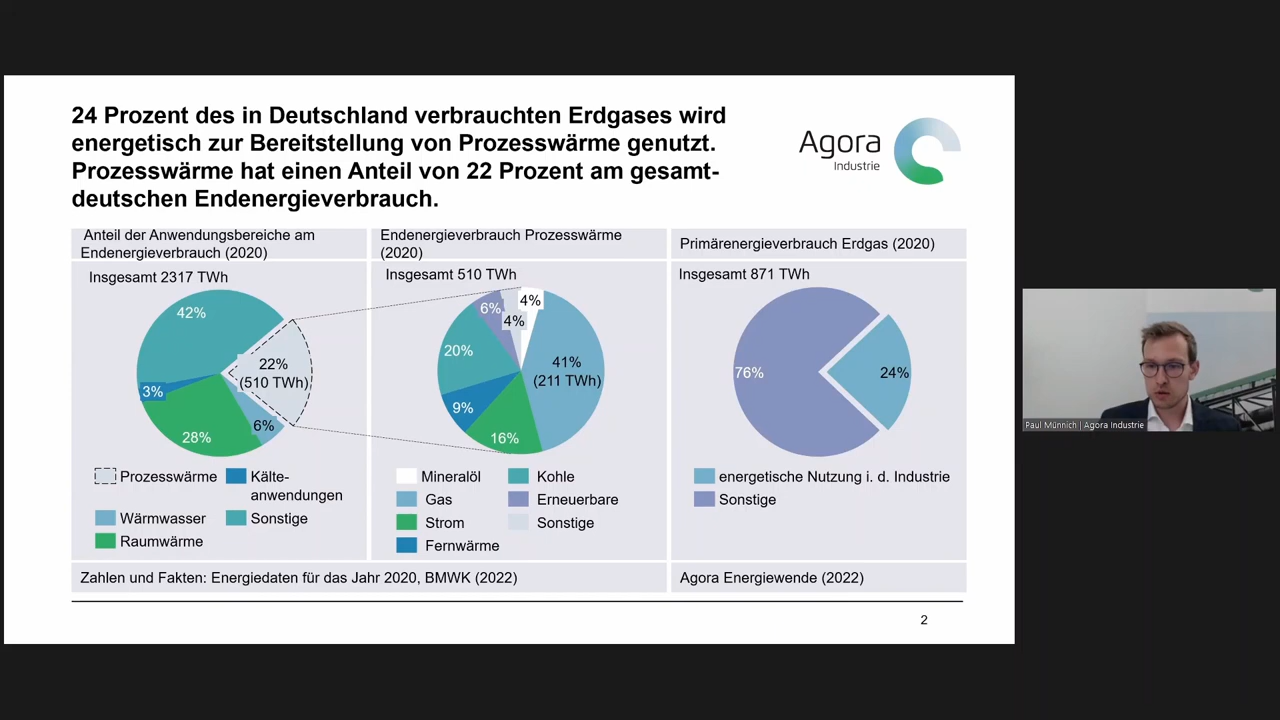 24 Prozent des in Deutschland verbrauchten Erdgases wird
energetisch zur Bereitstellung von Prozesswärme genutzt.
Prozesswärme hat einen Anteil von 22 Prozent am gesamt-
deutschen Endenergieverbrauch.
Agora
Industrie
Anteil der Anwendungsbereiche am
Endenergieverbrauch (2020)
Insgesamt 2317 TWh
42%
22%
(510 TWh)
3%
6%
28%
Prozesswärme
Kälte-
anwendungen
Wärmwasser
Sonstige
Raumwärme
Endenergieverbrauch Prozesswärme
(2020)
Insgesamt 510 TWh
4%
6%
4%
20%
41%
(211 TWh)
9%
16%
Mineralöl
Kohle
Gas
Erneuerbare
Strom
Sonstige
Fernwärme
Primärenergieverbrauch Erdgas (2020)
Insgesamt 871 TWh
76%
24%
energetische Nutzung i. d. Industrie
Sonstige
Zahlen und Fakten: Energiedaten für das Jahr 2020, BMWK (2022)
Agora Energiewende (2022)
2
Paul Münnich | Agora Industrie